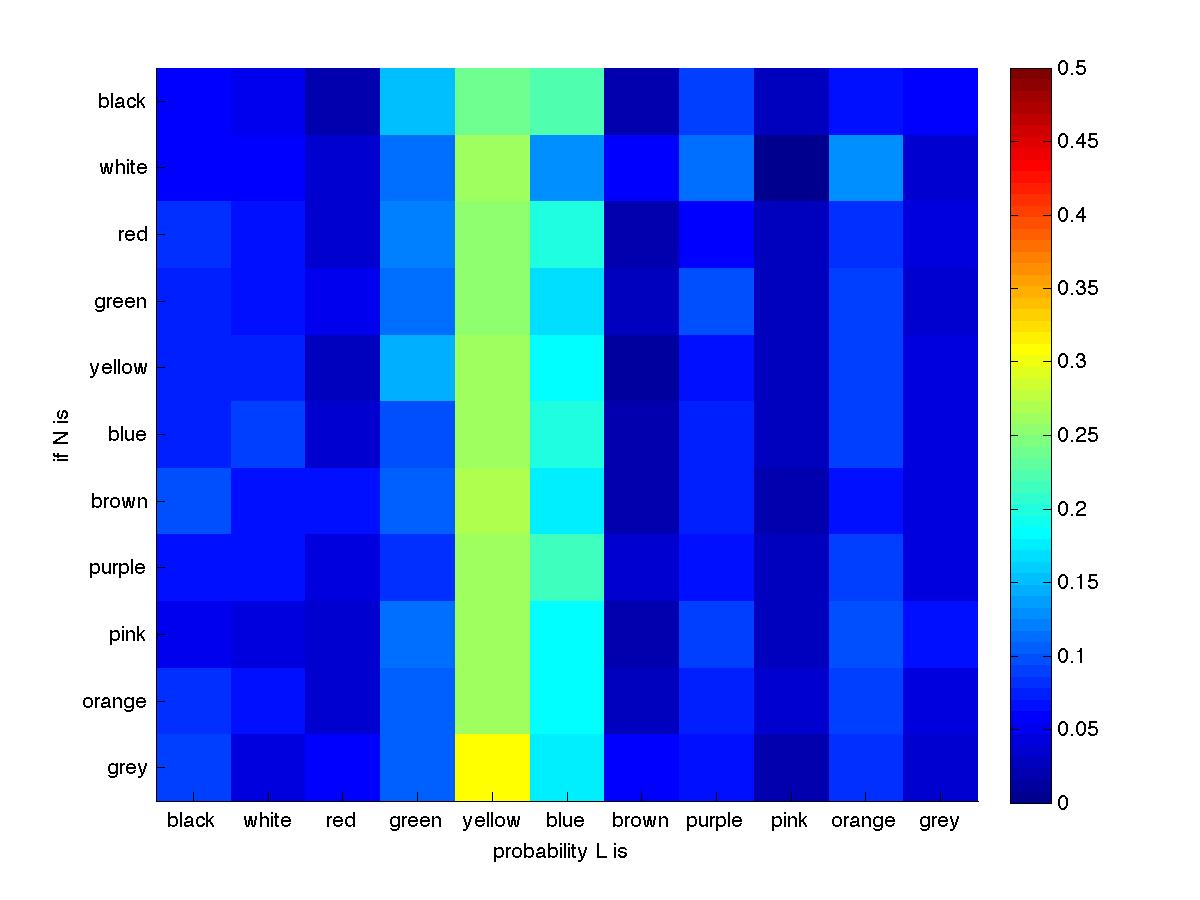 black
white
red
green
yellow
blue
brown
purple
pink
orange
grey
if N is
black white red green yellow blue brown purple pink orange grey
probability L is
0.5
0.45
0.4
0.35
0.3
0.25
0.2
0.15
0.1
0.05
0